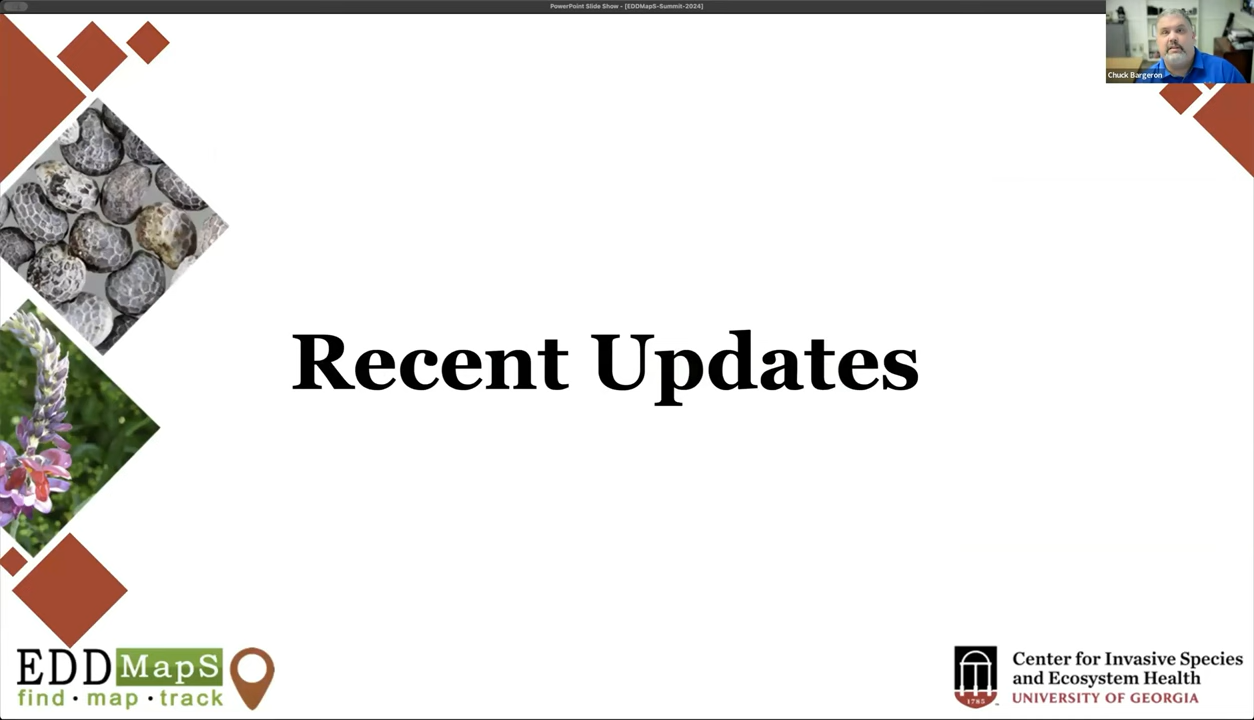 PowerPoint Slide Show - [EDDMapS-Summit-2024]
Chuck Bargeron
Recent Updates
EDDMapS
find · map · track
1785
Center for Invasive Species
and Ecosystem Health
UNIVERSITY OF GEORGIA